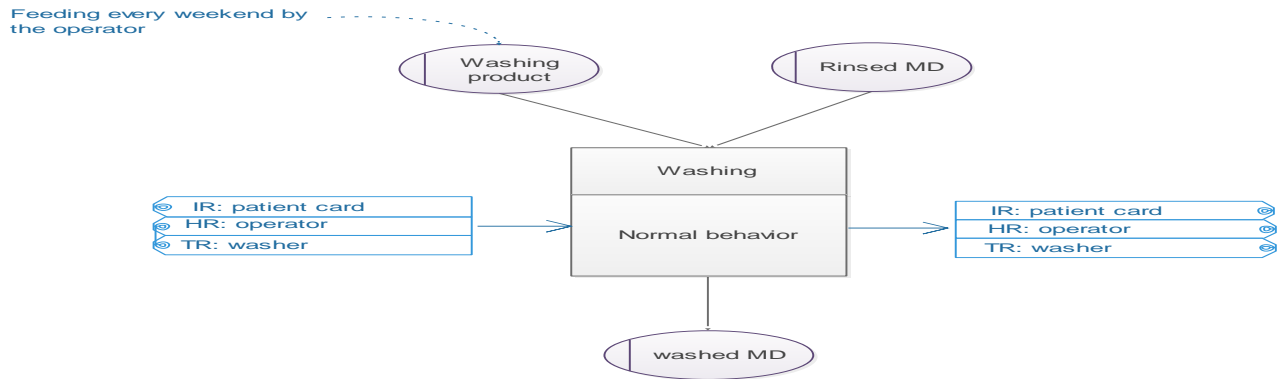 Feeding every weekend by
the operator
Washing
product
Rinsed MD
Washing
Normal behavior
IR: patient card
HR: operator
TR: washer
IR: patient card
HR: operator
TR: washer
washed MD